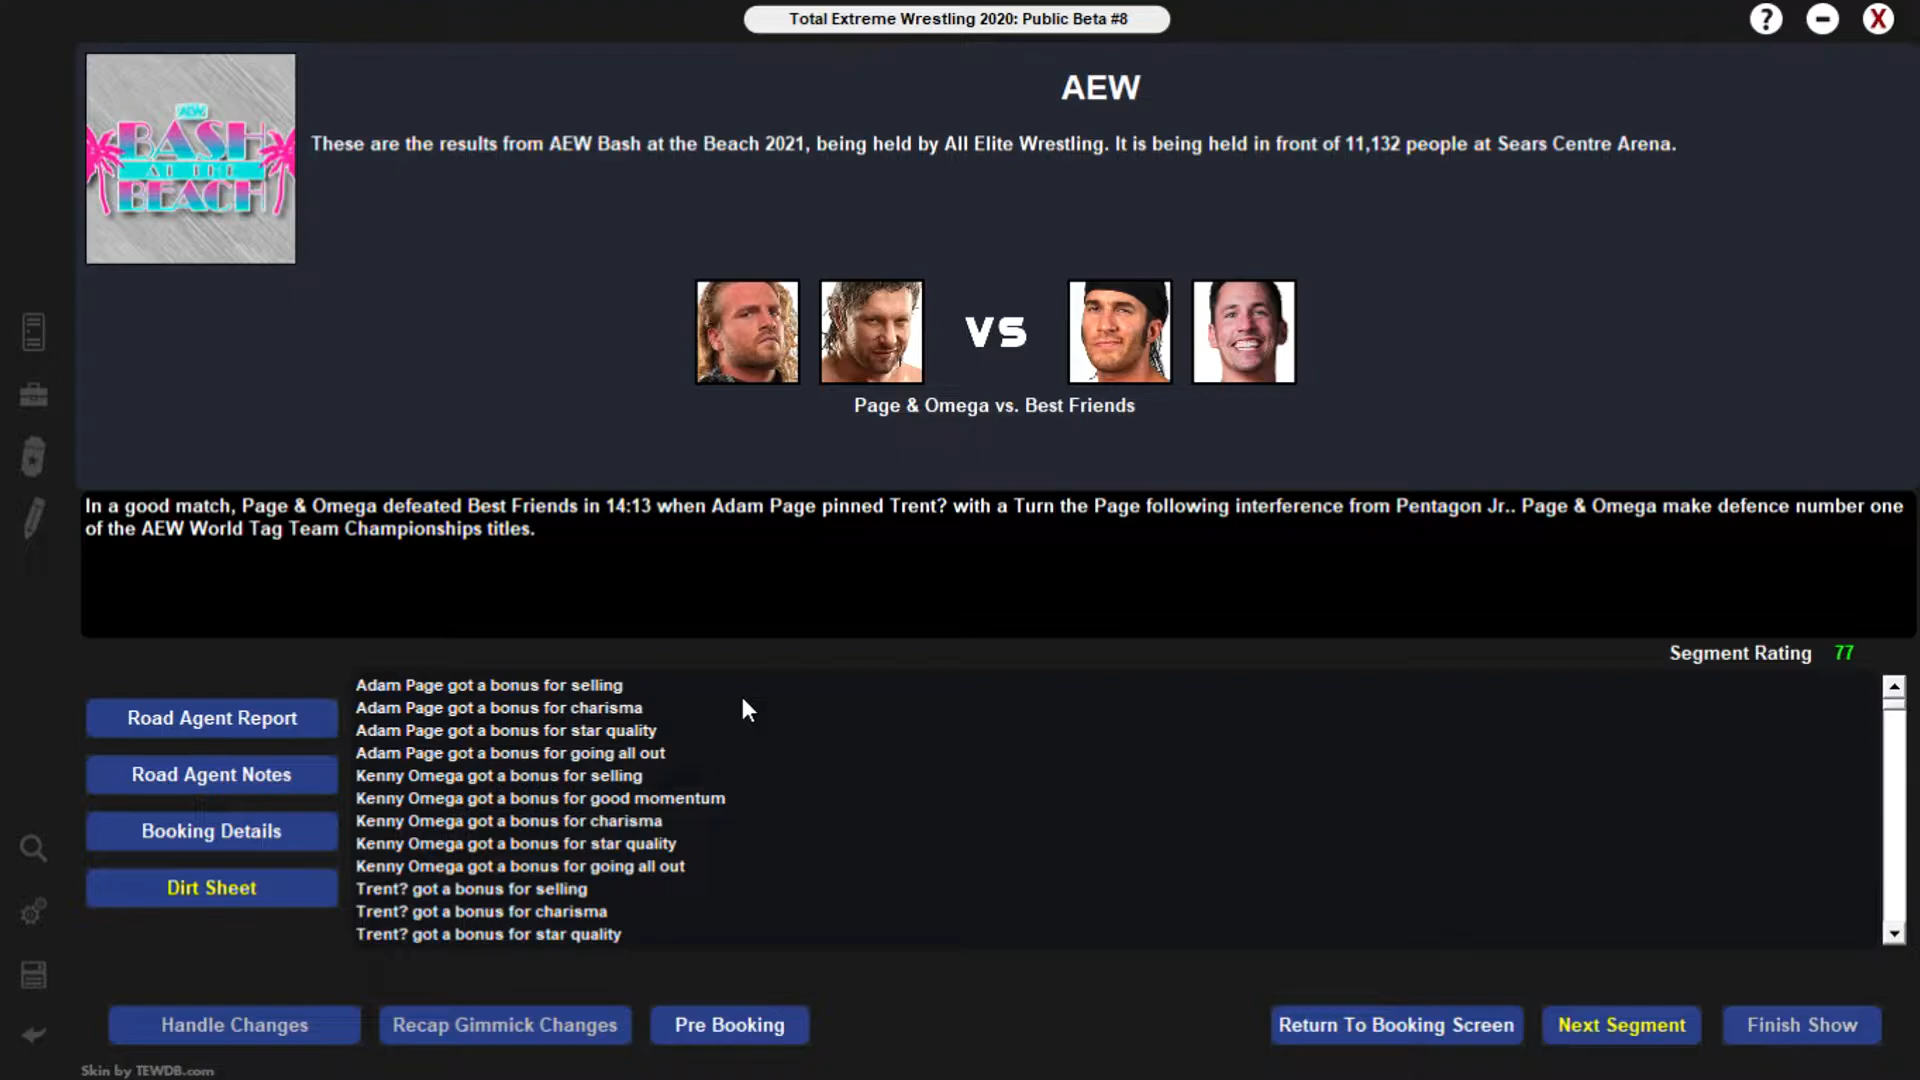 Total Extreme Wrestling 2020: Public Beta #8
?
X
AEW
AEW
BASH
AT THE
BEACH
These are the results from AEW Bash at the Beach 2021, being held by All Elite Wrestling. It is being held in front of 11,132 people at Sears Centre Arena.
VS
Page & Omega vs. Best Friends
In a good match, Page & Omega defeated Best Friends in 14:13 when Adam Page pinned Trent? with a Turn the Page following interference from Pentagon Jr.. Page & Omega make defence number one
of the AEW World Tag Team Championships titles.
Segment Rating 77
Road Agent Report
Road Agent Notes
Booking Details
Dirt Sheet
Adam Page got a bonus for selling
Adam Page got a bonus for charisma
Adam Page got a bonus for star quality
Adam Page got a bonus for going all out
Kenny Omega got a bonus for selling
Kenny Omega got a bonus for good momentum
Kenny Omega got a bonus for charisma
Kenny Omega got a bonus for star quality
Kenny Omega got a bonus for going all out
Trent? got a bonus for selling
Trent? got a bonus for charisma
Trent? got a bonus for star quality
Handle Changes
Recap Gimmick Changes
Pre Booking
Return To Booking Screen
Next Segment
Finish Show
Skin by TEWDB.com